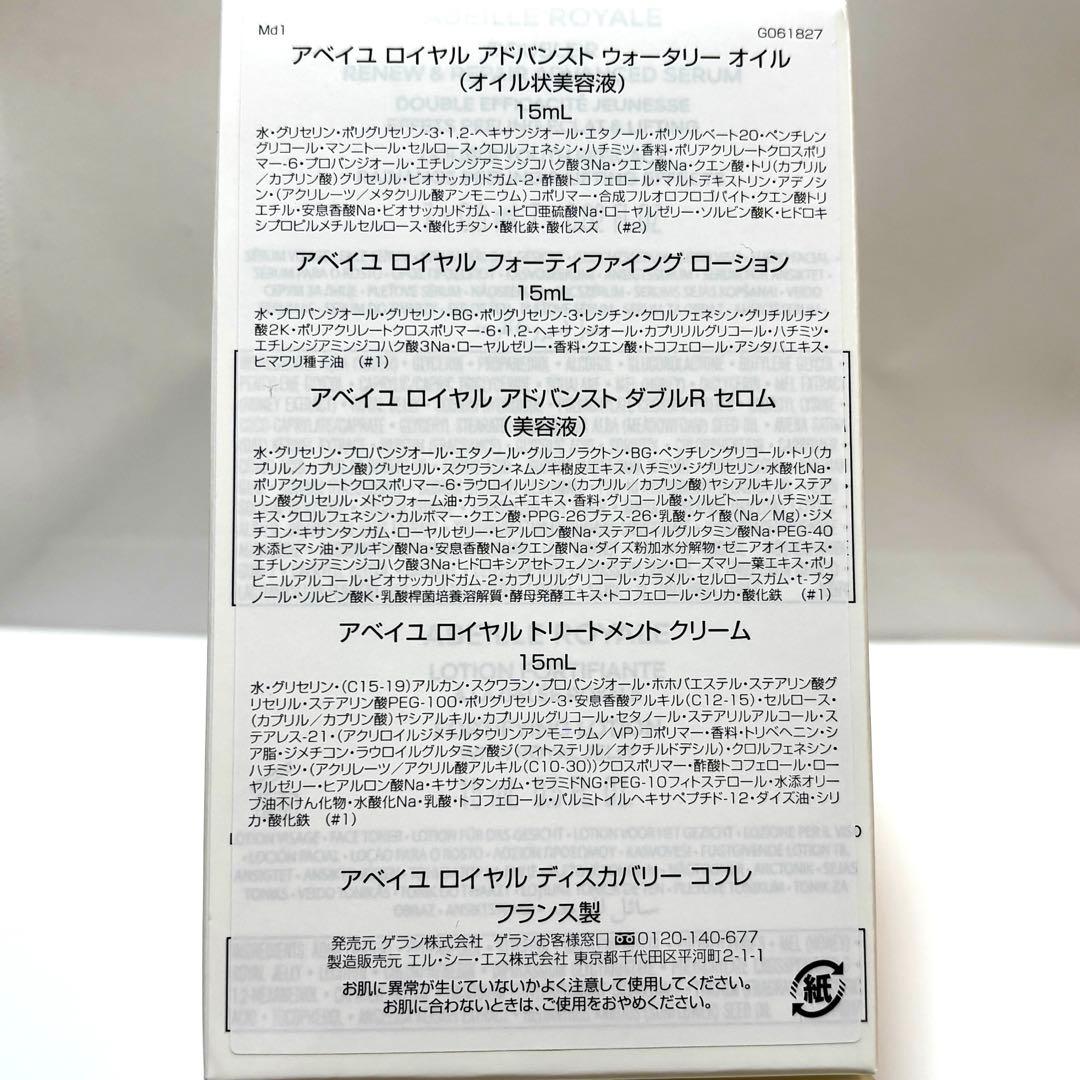 Md1
G061827
アベイユ ロイヤル アドバンスト ウォータリー オイル
(オイル状美容液)
15mL
水・グリセリン・ポリグリセリン-3・1,2-ヘキサンジオール・エタノール・ポリソルベート20・ペンチレン
グリコール・マンニトール・セルロース・クロルフェネシン・ハチミツ・香料・ポリアクリレートクロスポリ
マー-6・プロパンジオール・エチレンジアミンジコハク酸3Na・クエン酸Na・クエン酸・トリ(カプリル
/カプリン酸)グリセリル・ビオサッカリドガム-2・酢酸トコフェロール・マルトデキストリン・アデノシ
ン・(アクリレーツ/メタクリル酸アンモニウム)コポリマー・合成フルオロフロゴパイト・クエン酸トリ
エチル・安息香酸Na・ビオサッカリドガム-1・ピロ亜硫酸Na・ローヤルゼリー・ソルビン酸K・ヒドロキ
シプロピルメチルセルロース・酸化チタン・酸化鉄・酸化スズ (#2)
アベイユ ロイヤル フォーティファイング ローション
15mL
水・プロパンジオール・グリセリン・BG・ポリグリセリン-3・レシチン・クロルフェネシン・グリチルリチン
酸2K・ポリアクリレートクロスポリマー-6・1,2-ヘキサンジオール・カプリリルグリコール・ハチミツ・
エチレンジアミンジコハク酸3Na・ローヤルゼリー・香料・クエン酸・トコフェロール・アシタバエキス・
ヒマワリ種子油 (#1)
アベイユ ロイヤル アドバンスト ダブルR セロム
(美容液)
水・グリセリン・プロパンジオール・エタノール・グルコノラクトン・BG・ペンチレングリコール・トリ(カ
プリル/カプリン酸)グリセリル・スクワラン・ネムノキ樹皮エキス・ハチミツ・ジグリセリン・水酸化Na・
ポリアクリレートクロスポリマー-6・ラウロイルリシン・(カプリル/カプリン酸)ヤシアルキル・ステア
リン酸グリセリル・メドウフォーム油・カラスムギエキス・香料・グリコール酸・ソルビトール・ハチミツエ
キス・クロルフェネシン・カルボマー・クエン酸・PPG-26ブテス-26・乳酸・ケイ酸(Na/Mg)・ジメ
チコン・キサンタンガム・ローヤルゼリー・ヒアルロン酸Na・ステアロイルグルタミン酸Na・PEG-40
水添ヒマシ油・アルギン酸Na・安息香酸Na・クエン酸Na・ダイズ粉加水分解物・ゼニアオイエキス・
エチレンジアミンジコハク酸3Na・ヒドロキシアセトフェノン・アデノシン・ローズマリー葉エキス・ポリ
ビニルアルコール・ビオサッカリドガム-2・カプリリルグリコール・カラメル・セルロースガム・t-ブタ
ノール・ソルビン酸K・乳酸桿菌培養溶解質・酵母発酵エキス・トコフェロール・シリカ・酸化鉄 (#1)
アベイユ ロイヤル トリートメント クリーム
15mL
水・グリセリン・(C15-19)アルカン・スクワラン・プロパンジオール・ホホバエステル・ステアリン酸グ
リセリル・ステアリン酸PEG-100・ポリグリセリン-3・安息香酸アルキル(C12-15)・セルロース・
(カプリル/カプリン酸)ヤシアルキル・カプリリルグリコール・セタノール・ステアリルアルコール・ス
テアレス-21・(アクリロイルジメチルタウリンアンモニウム/VP)コポリマー・香料・トリベヘニン・シ
ア脂・ジメチコン・ラウロイルグルタミン酸ジ(フィトステリル/オクチルドデシル)・クロルフェネシン・
ハチミツ・(アクリレーツ/アクリル酸アルキル(C10-30))クロスポリマー・酢酸トコフェロール・ロー
ヤルゼリー・ヒアルロン酸Na・キサンタンガム・セラミドNG・PEG-10フィトステロール・水添オリー
ブ油不けん化物・水酸化Na・乳酸・トコフェロール・パルミトイルヘキサペプチド-12・ダイズ油・シリ
カ・酸化鉄 (#1)
アベイユ ロイヤル ディスカバリー コフレ
フランス製
発売元 ゲラン株式会社 ゲランお客様窓口 0120-140-677
製造販売元 エル・シー・エス株式会社 東京都千代田区平河町2-1-1
お肌に異常が生じていないかよく注意して使用してください。
お肌に合わないときは、ご使用をおやめください。
紙